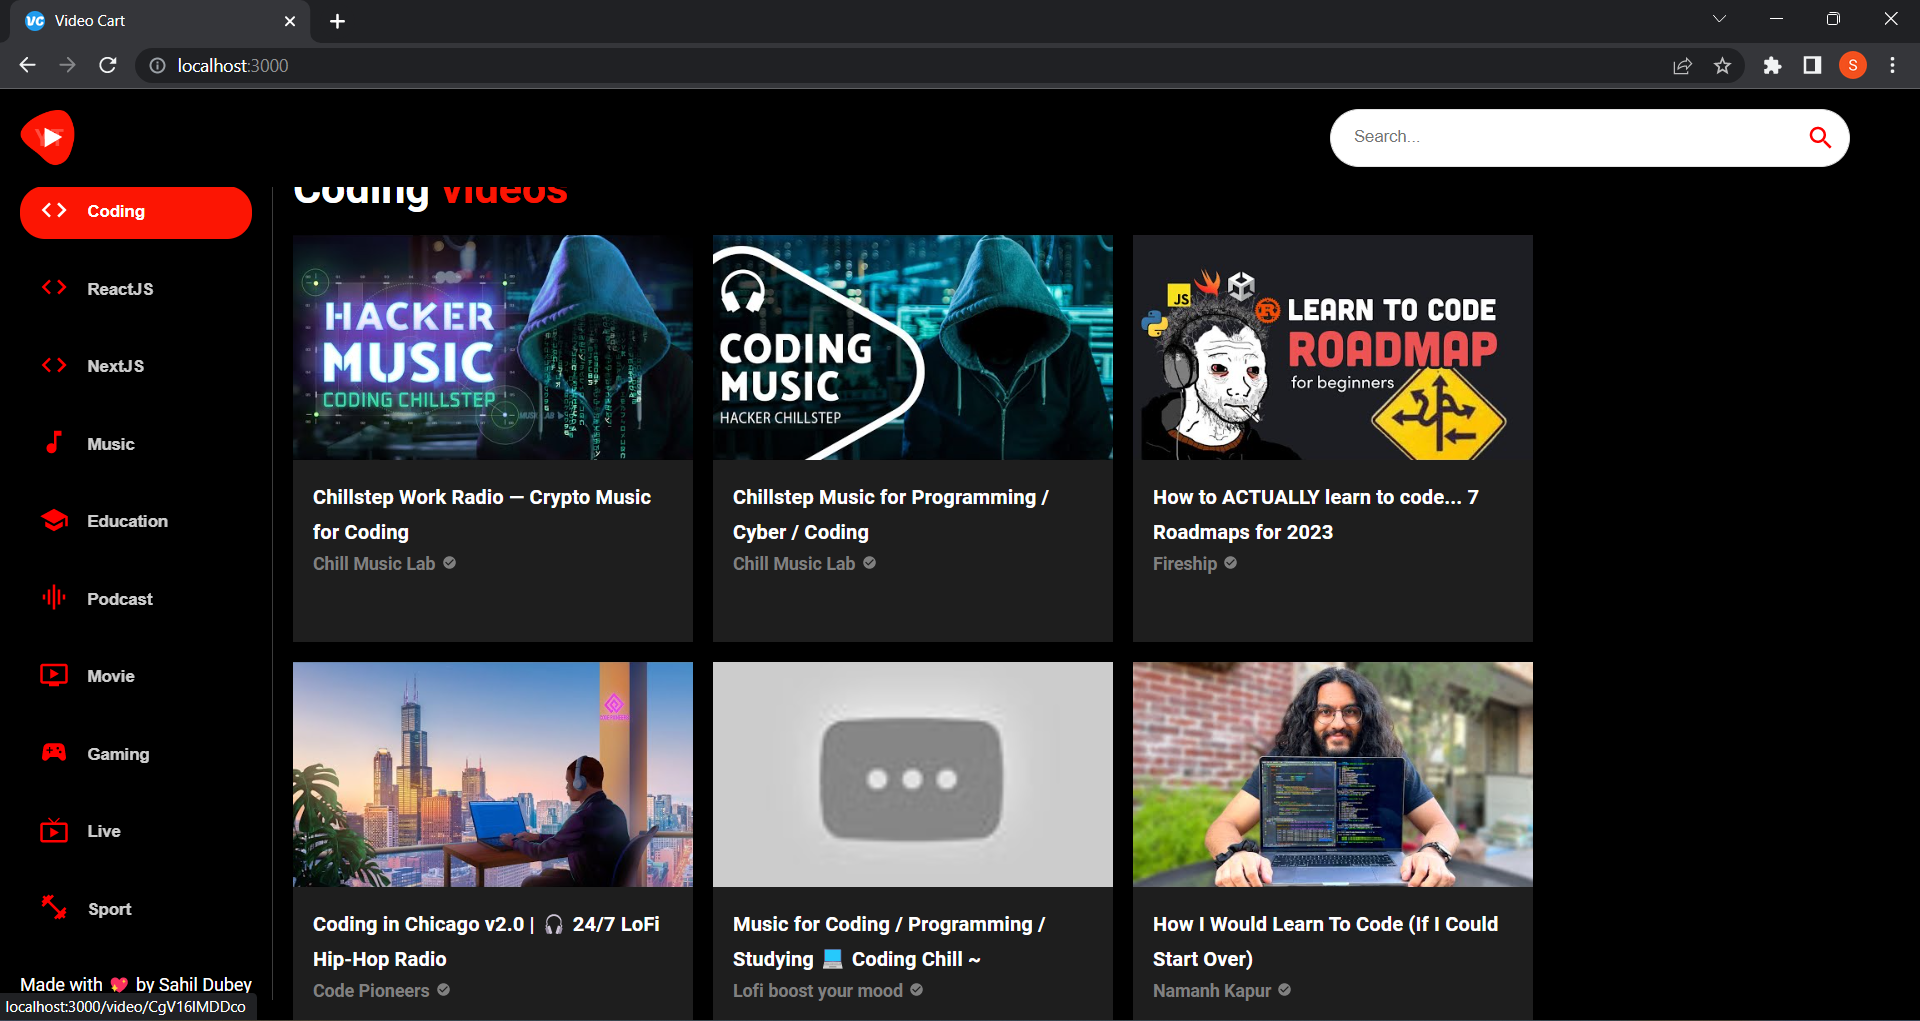 Video Cart
localhost:3000
YT
Search...
Coding Videos
Coding
ReactJS
NextJS
Music
Education
Podcast
Movie
Gaming
Live
Sport
Made with 💖 by Sahil Dubey
localhost:3000/video/CgV16IMDDco
HACKER
MUSIC
CODING CHILLSTEP
Chillstep Work Radio — Crypto Music
for Coding
Chill Music Lab
CODING
MUSIC
HACKER CHILLSTEP
Chillstep Music for Programming /
Cyber / Coding
Chill Music Lab
JS
LEARN TO CODE
ROADMAP
for beginners
How to ACTUALLY learn to code... 7
Roadmaps for 2023
Fireship
CODE PIONEERS
Coding in Chicago v2.0 | 🎧 24/7 LoFi
Hip-Hop Radio
Code Pioneers
Music for Coding / Programming /
Studying 💻 Coding Chill ~
Lofi boost your mood
How I Would Learn To Code (If I Could
Start Over)
Namanh Kapur
S